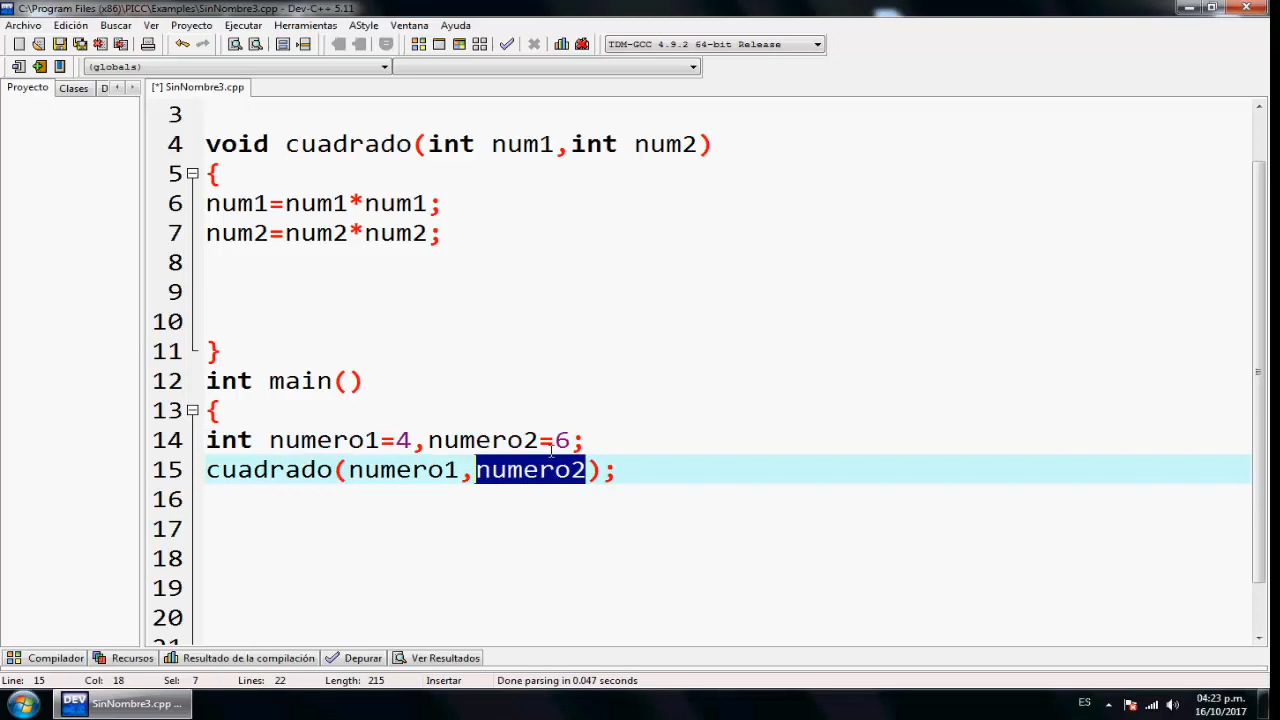 C:\Program Files (x86)\PICC\Examples\SinNombre3.cpp - Dev-C++ 5.11
Archivo Edición Buscar Ver Proyecto Ejecutar Herramientas AStyle Ventana Ayuda
TDM-GCC 4.9.2 64-bit Release
(globals)
Proyecto Clases D
[*] SinNombre3.cpp
3
4 void cuadrado(int num1,int num2)
5 {
6 num1=num1*num1;
7 num2=num2*num2;
8
9
10
11 }
12 int main()
13 {
14 int numero1=4,numero2=6;
15 cuadrado(numero1,numero2);
16
17
18
19
20
21
Compilador Recursos Resultado de la compilación Depurar Ver Resultados
Line: 15 Col: 18 Sel: 7 Lines: 22 Length: 215 Insertar Done parsing in 0.047 seconds
DEV SinNombre3.cpp ... ES 04:23 p.m.
16/10/2017